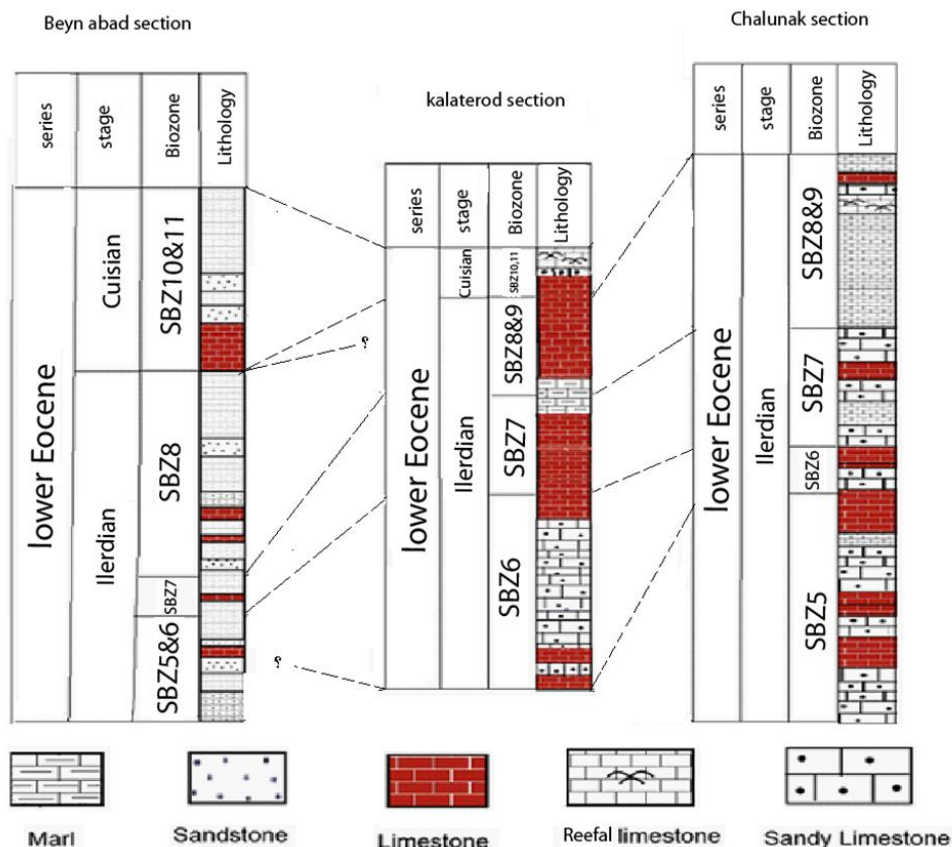 Beyn abad section
series
stage
Biozone
Lithology
lower Eocene
Cuisian
SBZ10&11
Ilerdian
SBZ8
SBZ7
SBZ5&6
؟
؟
kalaterod section
series
stage
Biozone
Lithology
lower Eocene
Cuisian
SBZ10,11
Ilerdian
SBZ8&9
SBZ7
SBZ6
Chalunak section
series
stage
Biozone
Lithology
lower Eocene
Ilerdian
SBZ8&9
SBZ7
SBZ6
SBZ5
Marl
Sandstone
Limestone
Reefal limestone
Sandy Limestone